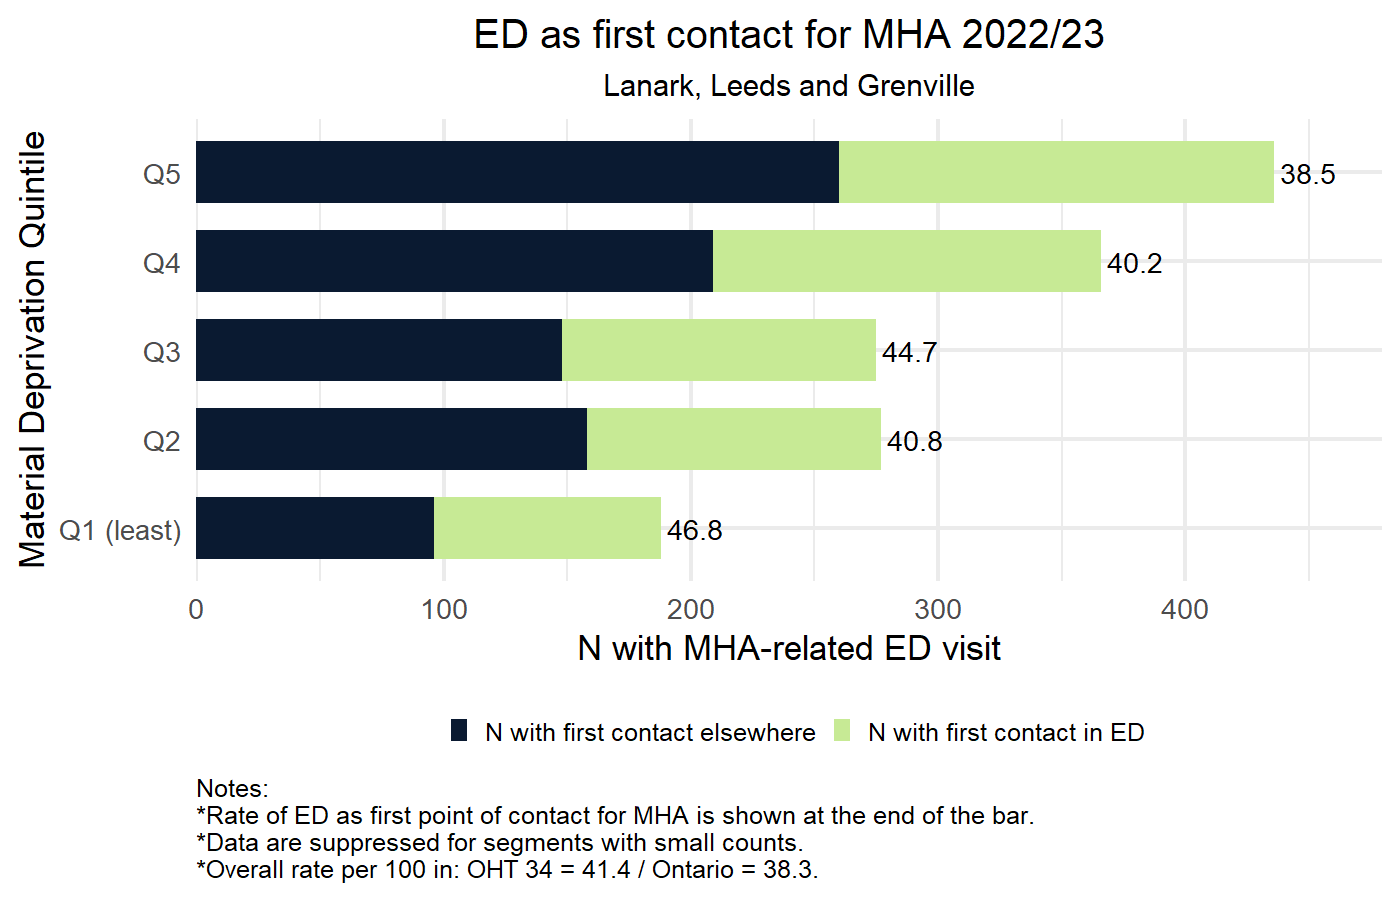 ED as first contact for MHA 2022/23
Lanark, Leeds and Grenville
Material Deprivation Quintile
Q5
38.5
Q4
40.2
Q3
44.7
Q2
40.8
Q1 (least)
46.8
0
100
200
300
400
N with MHA-related ED visit
N with first contact elsewhere
N with first contact in ED
Notes:
*Rate of ED as first point of contact for MHA is shown at the end of the bar.
*Data are suppressed for segments with small counts.
*Overall rate per 100 in: OHT 34 = 41.4 / Ontario = 38.3.